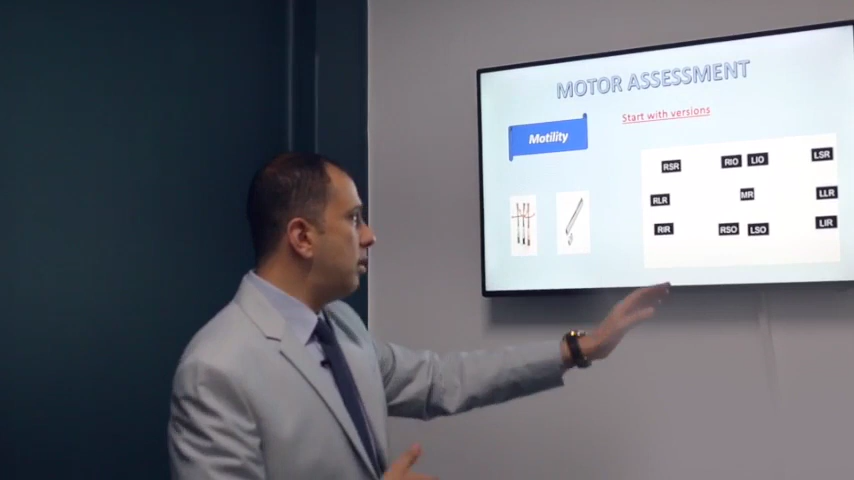 MOTOR ASSESSMENT
Start with versions
Motility
RSR RIO LIO LSR
RLR MR LLR
RIR RSO LSO LIR